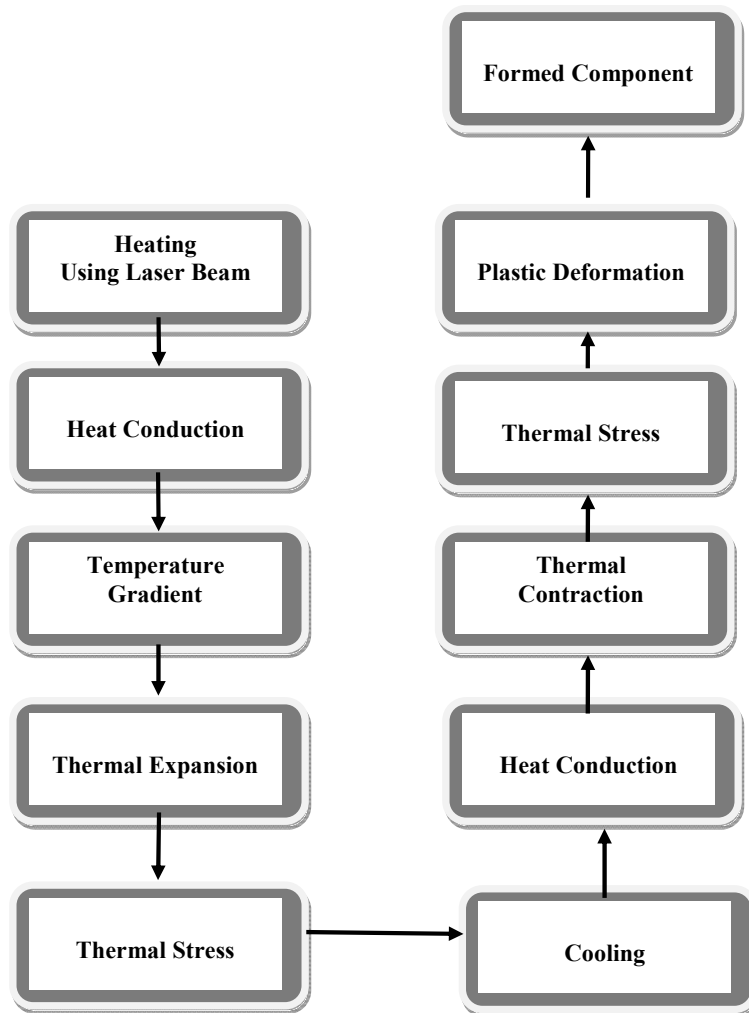 Heating
Using Laser Beam
Heat Conduction
Temperature
Gradient
Thermal Expansion
Thermal Stress
Cooling
Heat Conduction
Thermal
Contraction
Thermal Stress
Plastic Deformation
Formed Component